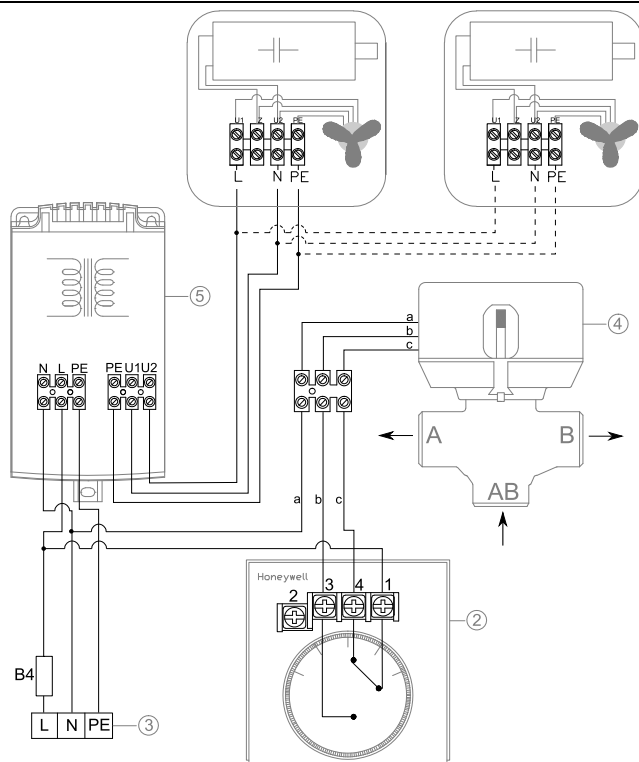 U1 Z U2 PE
L N PE
U1 Z U2 PE
L N PE
5
N L PE PE U1 U2
a
b
c
4
A B
AB
a b c
Honeywell
2 3 4 1
2
B4
L N PE
3